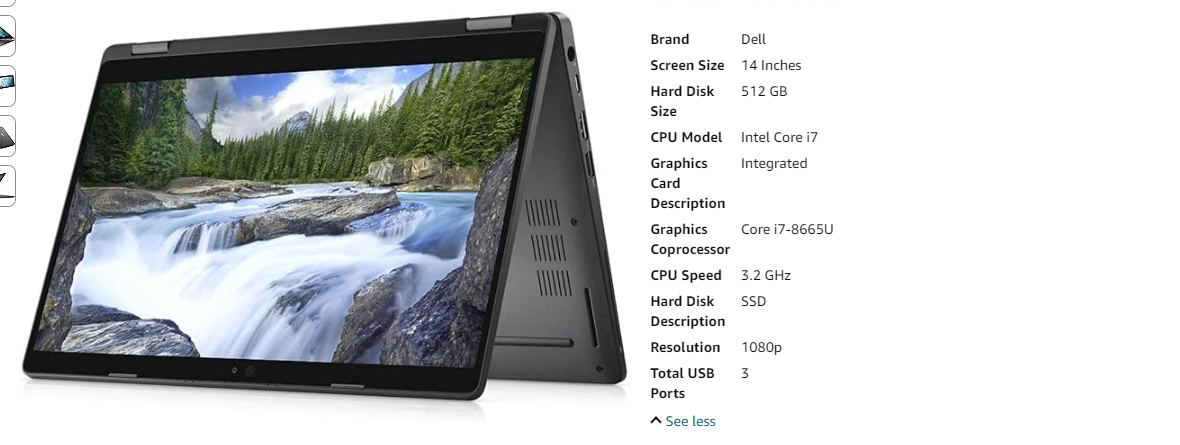 Brand Dell
Screen Size 14 Inches
Hard Disk 512 GB
Size
CPU Model Intel Core i7
Graphics Integrated
Card
Description
Graphics Core i7-8665U
Coprocessor
CPU Speed 3.2 GHz
Hard Disk SSD
Description
Resolution 1080p
Total USB 3
Ports
See less